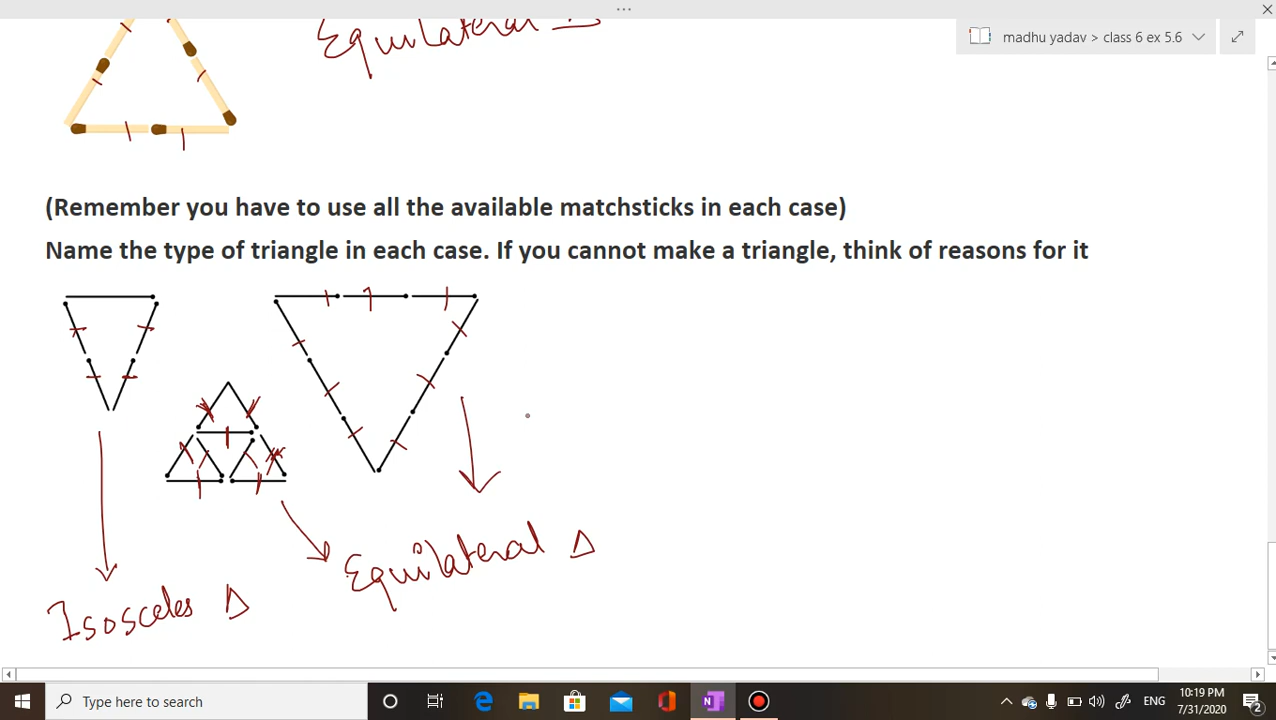 ...
madhu yadav > class 6 ex 5.6
Equilateral Δ
(Remember you have to use all the available matchsticks in each case)
Name the type of triangle in each case. If you cannot make a triangle, think of reasons for it
Equilateral Δ
Isosceles Δ
Type here to search
ENG
10:19 PM
7/31/2020
2